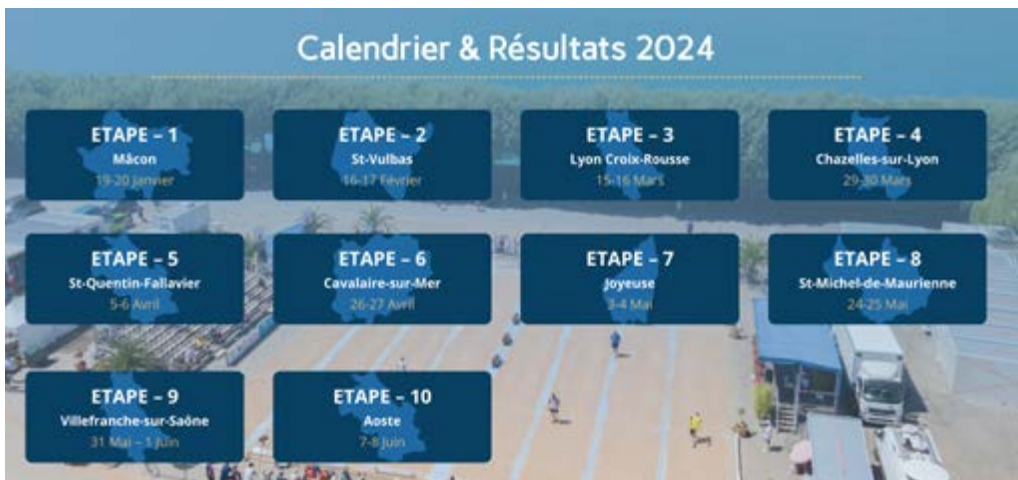 Calendrier & Résultats 2024
ETAPE – 1
Mâcon
19-20 Janvier
ETAPE – 2
St-Vulbas
16-17 Février
ETAPE – 3
Lyon Croix-Rousse
15-16 Mars
ETAPE – 4
Chazelles-sur-Lyon
29-30 Mars
ETAPE – 5
St-Quentin-Fallavier
5-6 Avril
ETAPE – 6
Cavalaire-sur-Mer
26-27 Avril
ETAPE – 7
Joyeuse
3-4 Mai
ETAPE – 8
St-Michel-de-Maurienne
24-25 Mai
ETAPE – 9
Villefranche-sur-Saône
31 Mai – 1 Juin
ETAPE – 10
Aoste
7-8 Juin